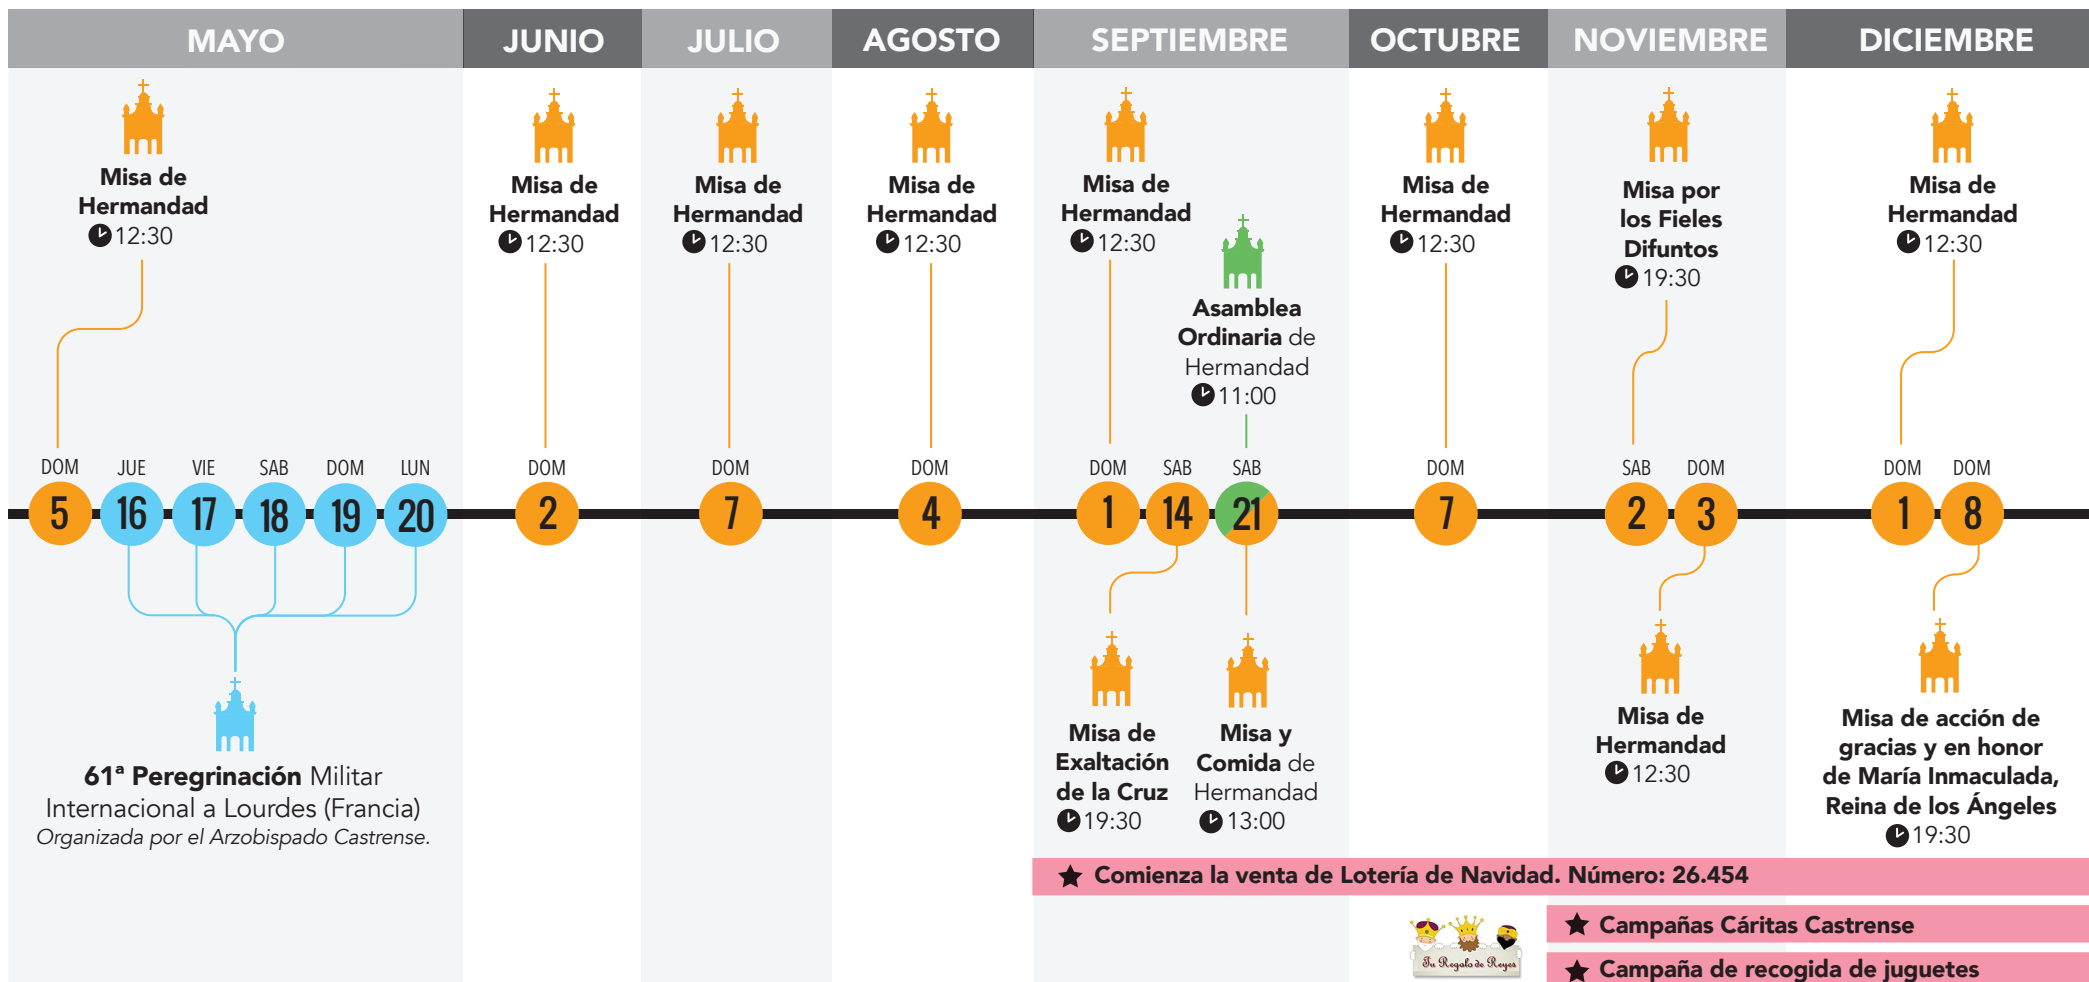 MAYO
JUNIO
JULIO
AGOSTO
SEPTIEMBRE
OCTUBRE
NOVIEMBRE
DICIEMBRE
Misa de
Hermandad
12:30
Misa de
Hermandad
12:30
Misa de
Hermandad
12:30
Misa de
Hermandad
12:30
Misa de
Hermandad
12:30
Asamblea
Ordinaria de
Hermandad
11:00
Misa de
Hermandad
12:30
Misa por
los Fieles
Difuntos
19:30
Misa de
Hermandad
12:30
DOM
JUE
VIE
SAB
DOM
LUN
DOM
DOM
DOM
DOM
SAB
SAB
DOM
SAB
DOM
DOM
DOM
5
16
17
18
19
20
2
7
4
1
14
21
7
2
3
1
8
61ª Peregrinación Militar
Internacional a Lourdes (Francia)
Organizada por el Arzobispado Castrense.
Misa de
Exaltación
de la Cruz
19:30
Misa y
Comida de
Hermandad
13:00
Misa de
Hermandad
12:30
Misa de acción de
gracias y en honor
de María Inmaculada,
Reina de los Ángeles
19:30
Comienza la venta de Lotería de Navidad. Número: 26.454
Tu Regalo de Reyes
Campañas Cáritas Castrense
Campaña de recogida de juguetes